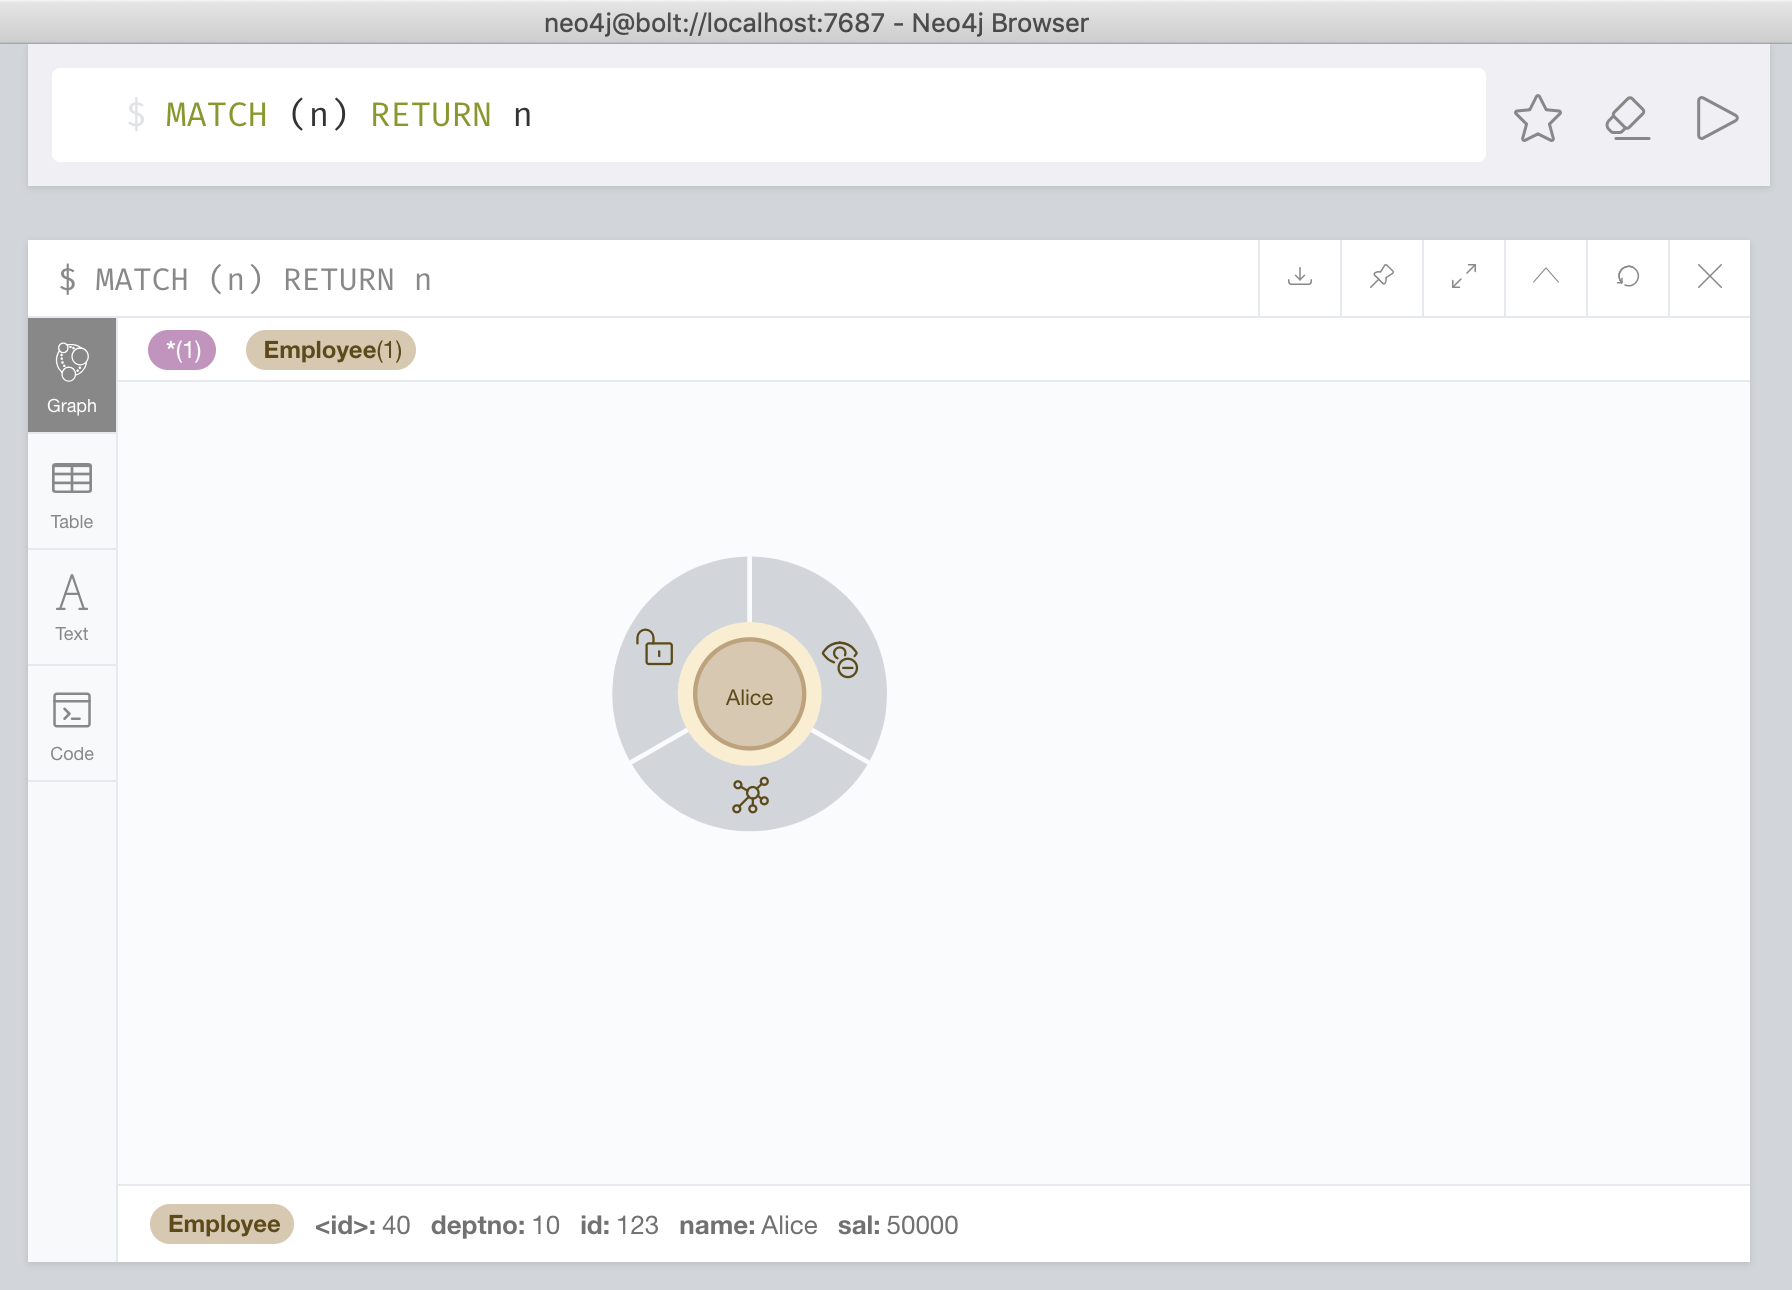 neo4j@bolt://localhost:7687 - Neo4j Browser
$ MATCH (n) RETURN n
$ MATCH (n) RETURN n
*(1) Employee(1)
Graph
Table
Text
Code
Alice
Employee <id>: 40 deptno: 10 id: 123 name: Alice sal: 50000